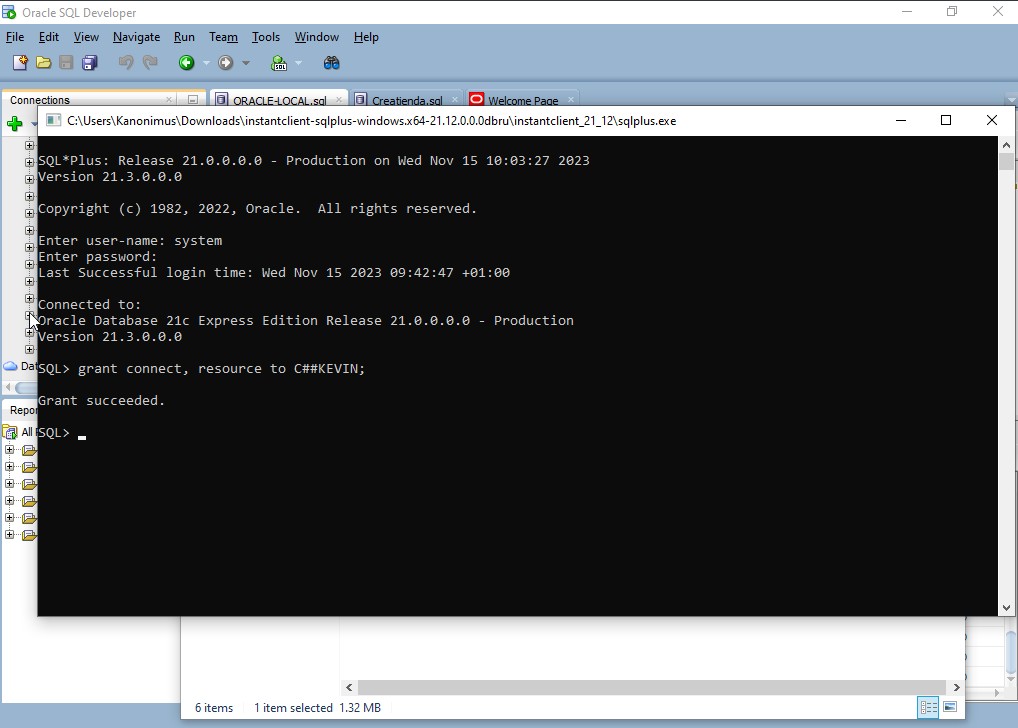 Oracle SQL Developer
File Edit View Navigate Run Team Tools Window Help
Connections
ORACLE-LOCAL.sql
Creatienda.sql
Welcome Page
C:\Users\Kanonimus\Downloads\instantclient-sqlplus-windows.x64-21.12.0.0.0dbru\instantclient_21_12\sqlplus.exe
SQL*Plus: Release 21.0.0.0.0 - Production on Wed Nov 15 10:03:27 2023
Version 21.3.0.0.0
Copyright (c) 1982, 2022, Oracle.  All rights reserved.
Enter user-name: system
Enter password:
Last Successful login time: Wed Nov 15 2023 09:42:47 +01:00
Connected to:
Oracle Database 21c Express Edition Release 21.0.0.0.0 - Production
Version 21.3.0.0.0
SQL> grant connect, resource to C##KEVIN;
Grant succeeded.
SQL>
All
6 items 1 item selected 1.32 MB